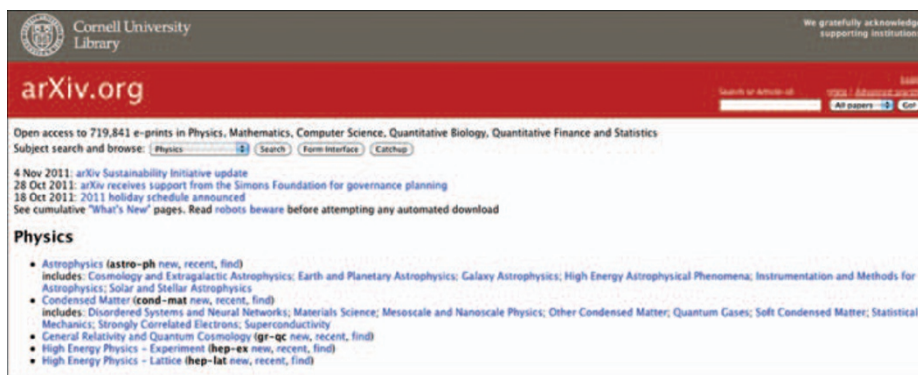 Cornell University
Library
We gratefully acknowledge
supporting institution
arXiv.org
Login
Search or Article-id
All papers
Go!
Open access to 719,841 e-prints in Physics, Mathematics, Computer Science, Quantitative Biology, Quantitative Finance and Statistics
Subject search and browse: Physics Search Form Interface Catchup
4 Nov 2011: arXiv Sustainability Initiative update
28 Oct 2011: arXiv receives support from the Simons Foundation for governance planning
18 Oct 2011: 2011 holiday schedule announced
See cumulative "What's New" pages. Read robots beware before attempting any automated download
Physics
• Astrophysics (astro-ph new, recent, find)
includes: Cosmology and Extragalactic Astrophysics; Earth and Planetary Astrophysics; Galaxy Astrophysics; High Energy Astrophysical Phenomena; Instrumentation and Methods for
Astrophysics; Solar and Stellar Astrophysics
• Condensed Matter (cond-mat new, recent, find)
includes: Disordered Systems and Neural Networks; Materials Science; Mesoscale and Nanoscale Physics; Other Condensed Matter; Quantum Gases; Soft Condensed Matter; Statistical
Mechanics; Strongly Correlated Electrons; Superconductivity
• General Relativity and Quantum Cosmology (gr-qc new, recent, find)
• High Energy Physics - Experiment (hep-ex new, recent, find)
• High Energy Physics - Lattice (hep-lat new, recent, find)